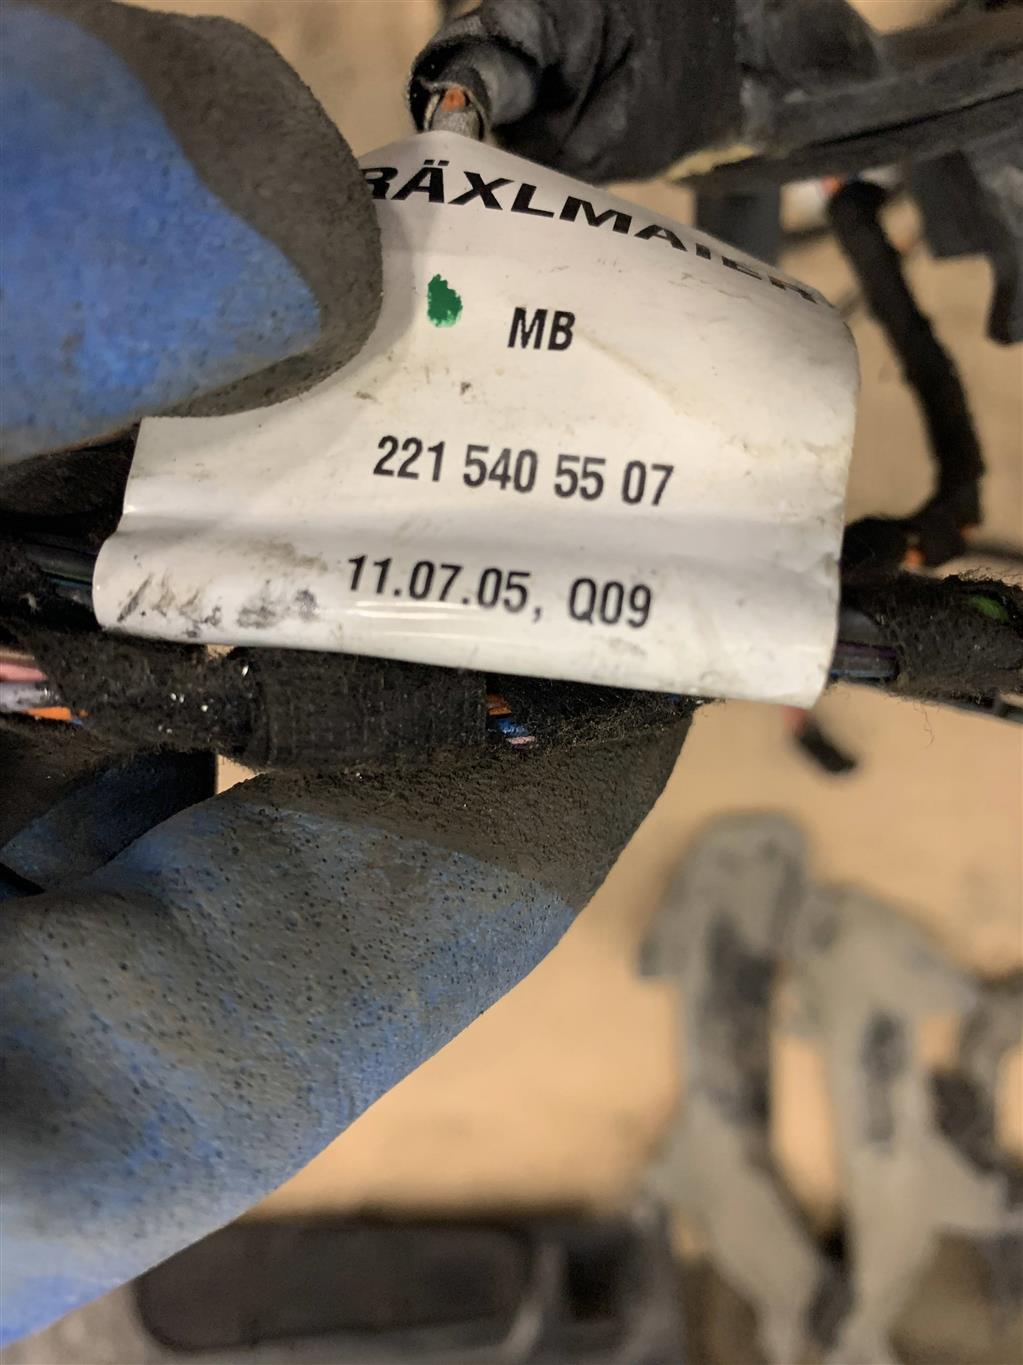 RÄXLMAIER
MB
221 540 55 07
11.07.05, Q09